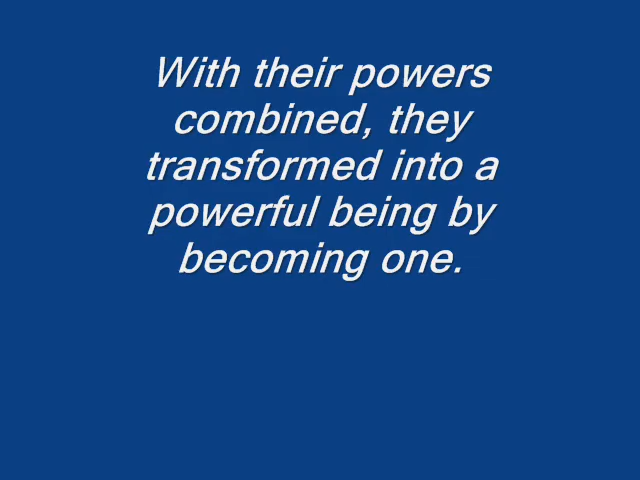 With their powers
combined, they
transformed into a
powerful being by
becoming one.